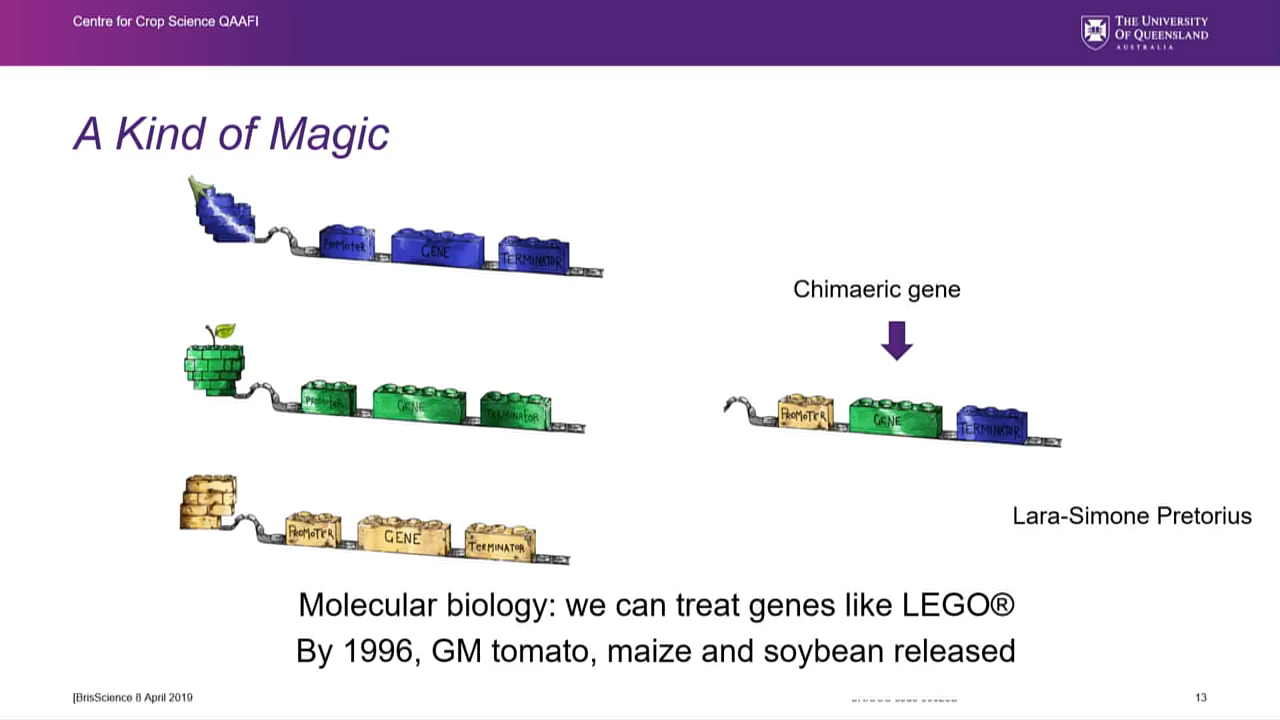 Centre for Crop Science QAAFI
THE UNIVERSITY
OF QUEENSLAND
AUSTRALIA
A Kind of Magic
PROMOTER
GENE
TERMINATOR
Chimaeric gene
PROMOTER
GENE
TERMINATOR
PROMOTER
GENE
TERMINATOR
Lara-Simone Pretorius
PROMOTER
GENE
TERMINATOR
Molecular biology: we can treat genes like LEGO®
By 1996, GM tomato, maize and soybean released
[BrisScience 8 April 2019
13